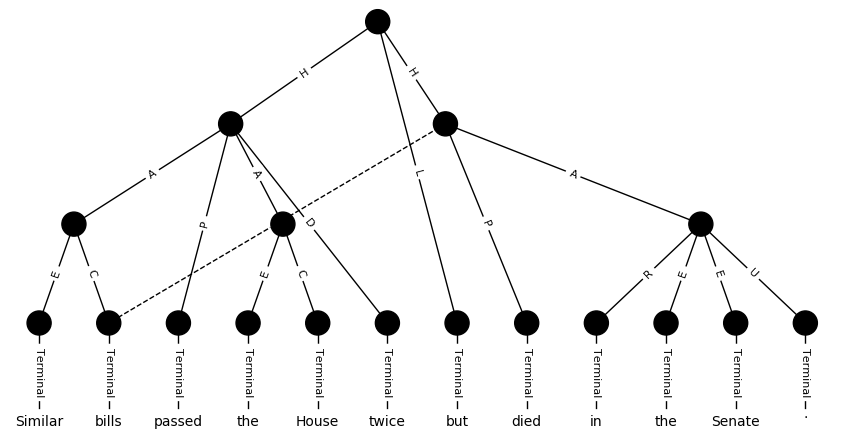 H
H
A
A
L
A
P
D
P
E
C
E
C
R
E
E
U
Terminal Terminal Terminal Terminal Terminal Terminal Terminal Terminal Terminal Terminal Terminal Terminal
Similar bills passed the House twice but died in the Senate .